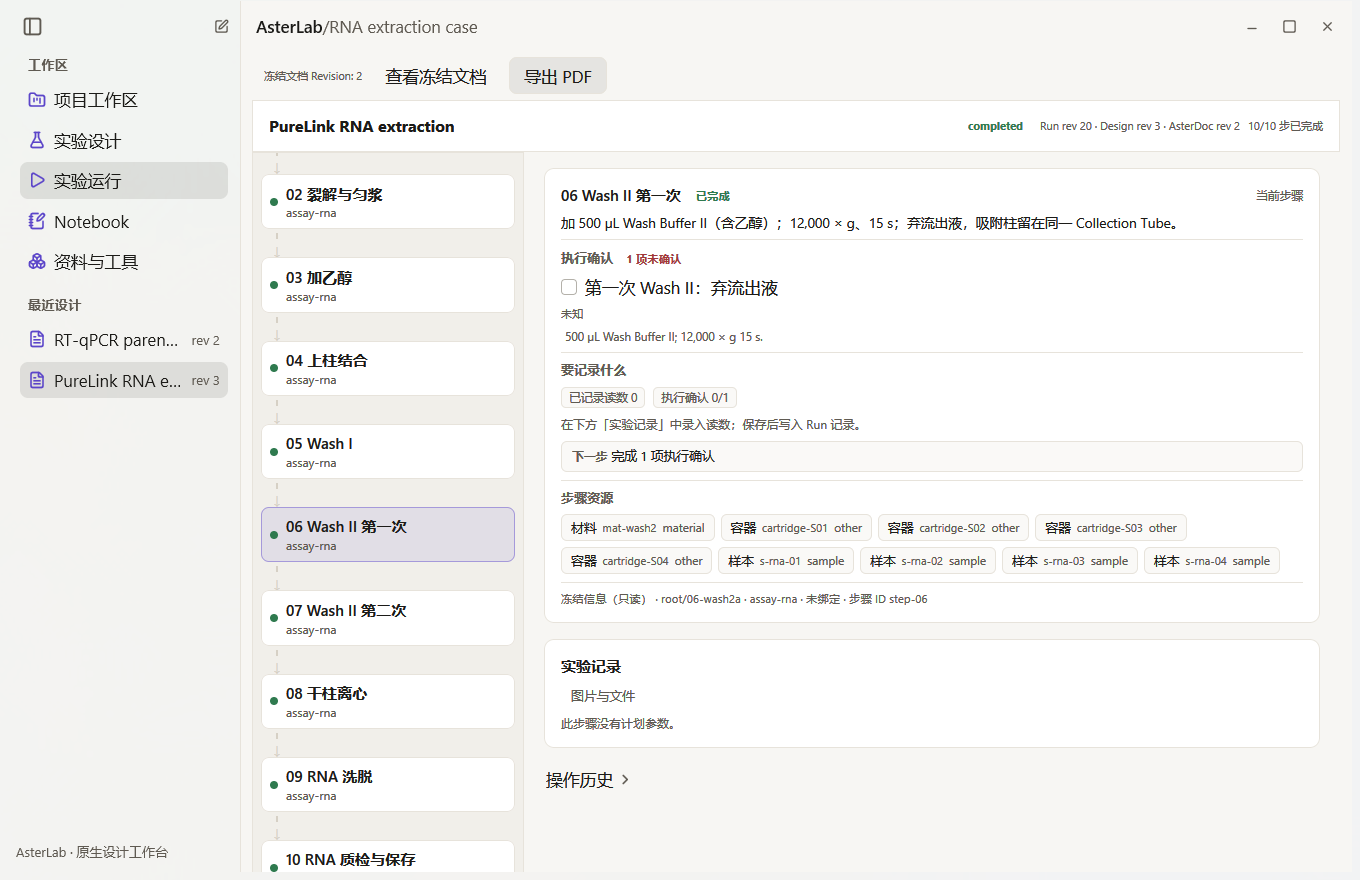 AsterLab/RNA extraction case
工作区
项目工作区
实验设计
实验运行
Notebook
资料与工具
最近设计
RT-qPCR paren... rev 2
PureLink RNA e... rev 3
AsterLab · 原生设计工作台
冻结文档 Revision: 2 查看冻结文档 导出 PDF
PureLink RNA extraction
completed Run rev 20 · Design rev 3 · AsterDoc rev 2 10/10 步已完成
02 裂解与匀浆
assay-rna
03 加乙醇
assay-rna
04 上柱结合
assay-rna
05 Wash I
assay-rna
06 Wash II 第一次
assay-rna
07 Wash II 第二次
assay-rna
08 干柱离心
assay-rna
09 RNA 洗脱
assay-rna
10 RNA 质检与保存
06 Wash II 第一次 已完成 当前步骤
加 500 µL Wash Buffer II（含乙醇）；12,000 × g、15 s；弃流出液，吸附柱留在同一 Collection Tube。
执行确认 1 项未确认
第一次 Wash II：弃流出液
未知
500 µL Wash Buffer II; 12,000 × g 15 s.
要记录什么
已记录读数 0 执行确认 0/1
在下方「实验记录」中录入读数；保存后写入 Run 记录。
下一步 完成 1 项执行确认
步骤资源
材料 mat-wash2 material 容器 cartridge-S01 other 容器 cartridge-S02 other 容器 cartridge-S03 other
容器 cartridge-S04 other 样本 s-rna-01 sample 样本 s-rna-02 sample 样本 s-rna-03 sample 样本 s-rna-04 sample
冻结信息（只读） · root/06-wash2a · assay-rna · 未绑定 · 步骤 ID step-06
实验记录
图片与文件
此步骤没有计划参数。
操作历史